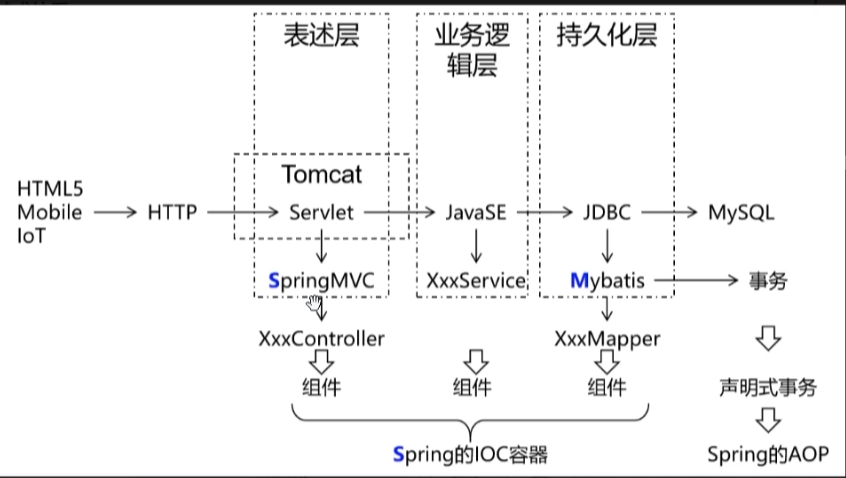 表述层
业务逻
辑层
持久化层
Tomcat
HTML5
Mobile
IoT
HTTP
Servlet
JavaSE
JDBC
MySQL
SpringMVC
XxxService
Mybatis
事务
XxxController
XxxMapper
组件
组件
组件
声明式事务
Spring的IOC容器
Spring的AOP